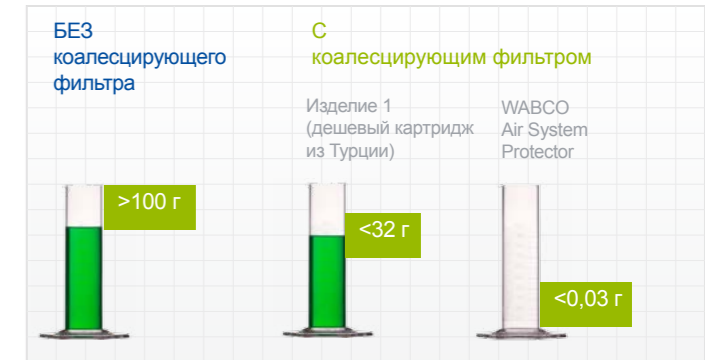 БЕЗ
коалесцирующего
фильтра
С
коалесцирующим фильтром
Изделие 1
(дешевый картридж
из Турции)
WABCO
Air System
Protector
>100 г
<32 г
<0,03 г